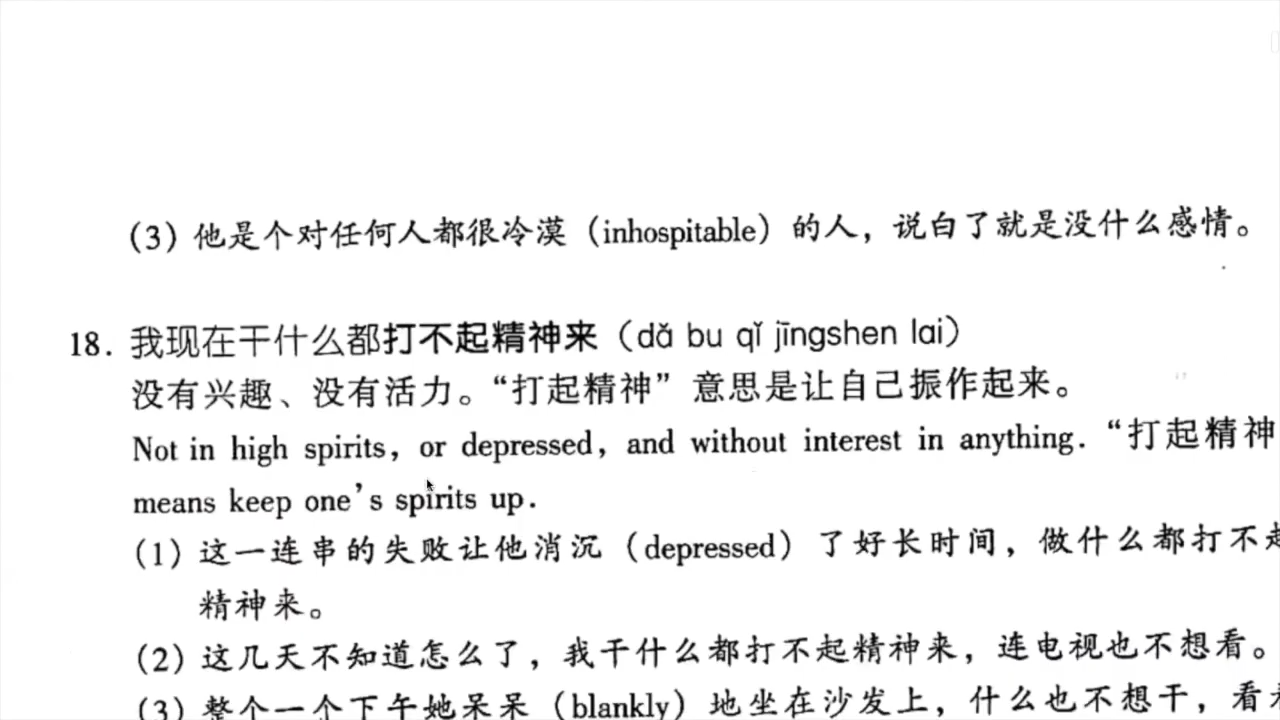 (3) 他是个对任何人都很冷漠（inhospitable）的人，说白了就是没什么感情。
18. 我现在干什么都打不起精神来（dǎ bu qǐ jīngshen lai）
没有兴趣、没有活力。“打起精神”意思是让自己振作起来。
Not in high spirits, or depressed, and without interest in anything. “打起精神
means keep one’s spirits up.
(1) 这一连串的失败让他消沉（depressed）了好长时间，做什么都打不起
精神来。
(2) 这几天不知道怎么了，我干什么都打不起精神来，连电视也不想看。
(3) 整个一个下午她呆呆（blankly）地坐在沙发上，什么也不想干，看